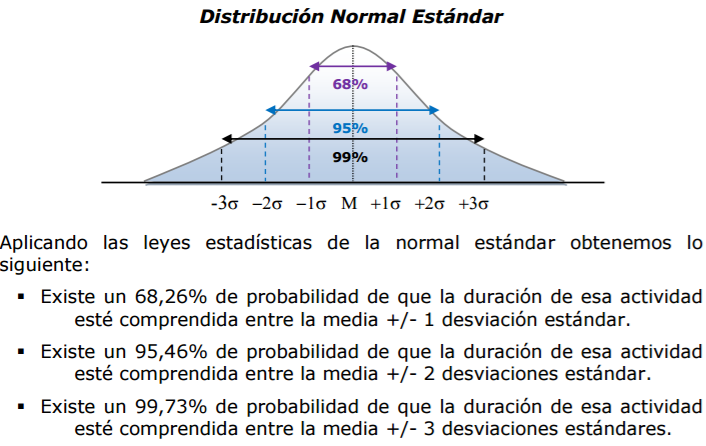 Distribución Normal Estándar
68%
95%
99%
-3σ −2σ −1σ M +1σ +2σ +3σ
Aplicando las leyes estadísticas de la normal estándar obtenemos lo
siguiente:
▪ Existe un 68,26% de probabilidad de que la duración de esa actividad
esté comprendida entre la media +/- 1 desviación estándar.
▪ Existe un 95,46% de probabilidad de que la duración de esa actividad
esté comprendida entre la media +/- 2 desviaciones estándar.
▪ Existe un 99,73% de probabilidad de que la duración de esa actividad
esté comprendida entre la media +/- 3 desviaciones estándares.